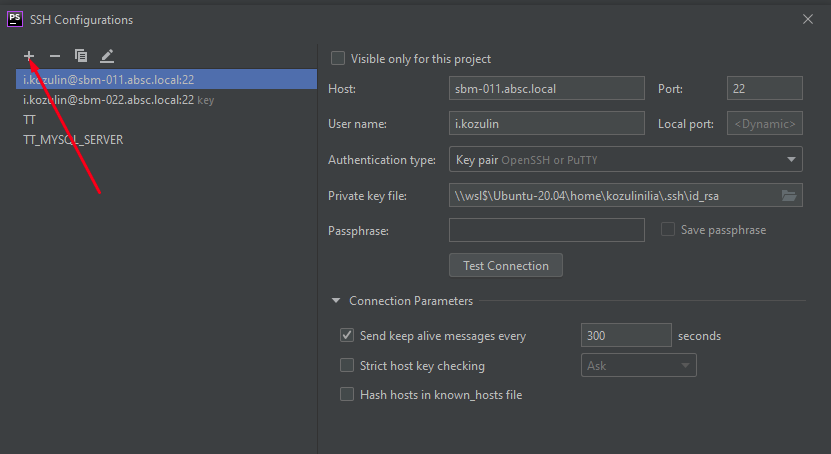 PS SSH Configurations
i.kozulin@sbm-011.absc.local:22
i.kozulin@sbm-022.absc.local:22 key
TT
TT_MYSQL_SERVER
Visible only for this project
Host: sbm-011.absc.local Port: 22
User name: i.kozulin Local port: <Dynamic>
Authentication type: Key pair OpenSSH or PuTTY
Private key file: \\wsl$\Ubuntu-20.04\home\kozulinilia\.ssh\id_rsa
Passphrase: Save passphrase
Test Connection
Connection Parameters
Send keep alive messages every 300 seconds
Strict host key checking Ask
Hash hosts in known_hosts file